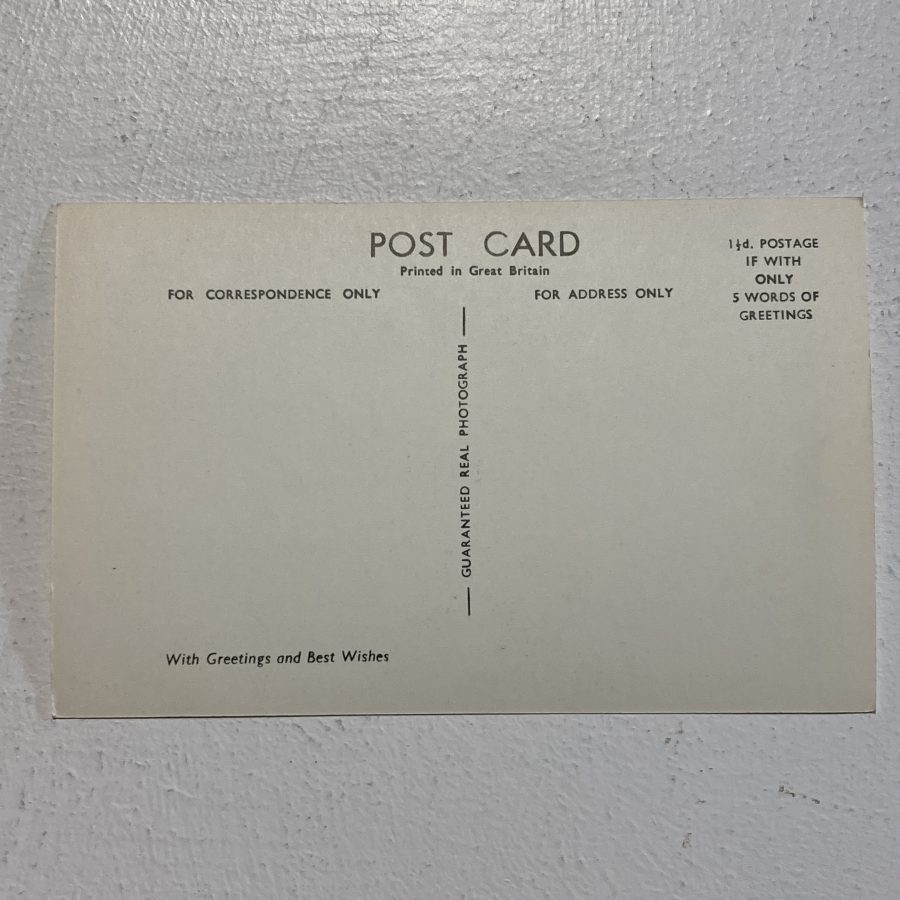 POST CARD
Printed in Great Britain
FOR CORRESPONDENCE ONLY
FOR ADDRESS ONLY
1½d. POSTAGE
IF WITH
ONLY
5 WORDS OF
GREETINGS
GUARANTEED REAL PHOTOGRAPH
With Greetings and Best Wishes